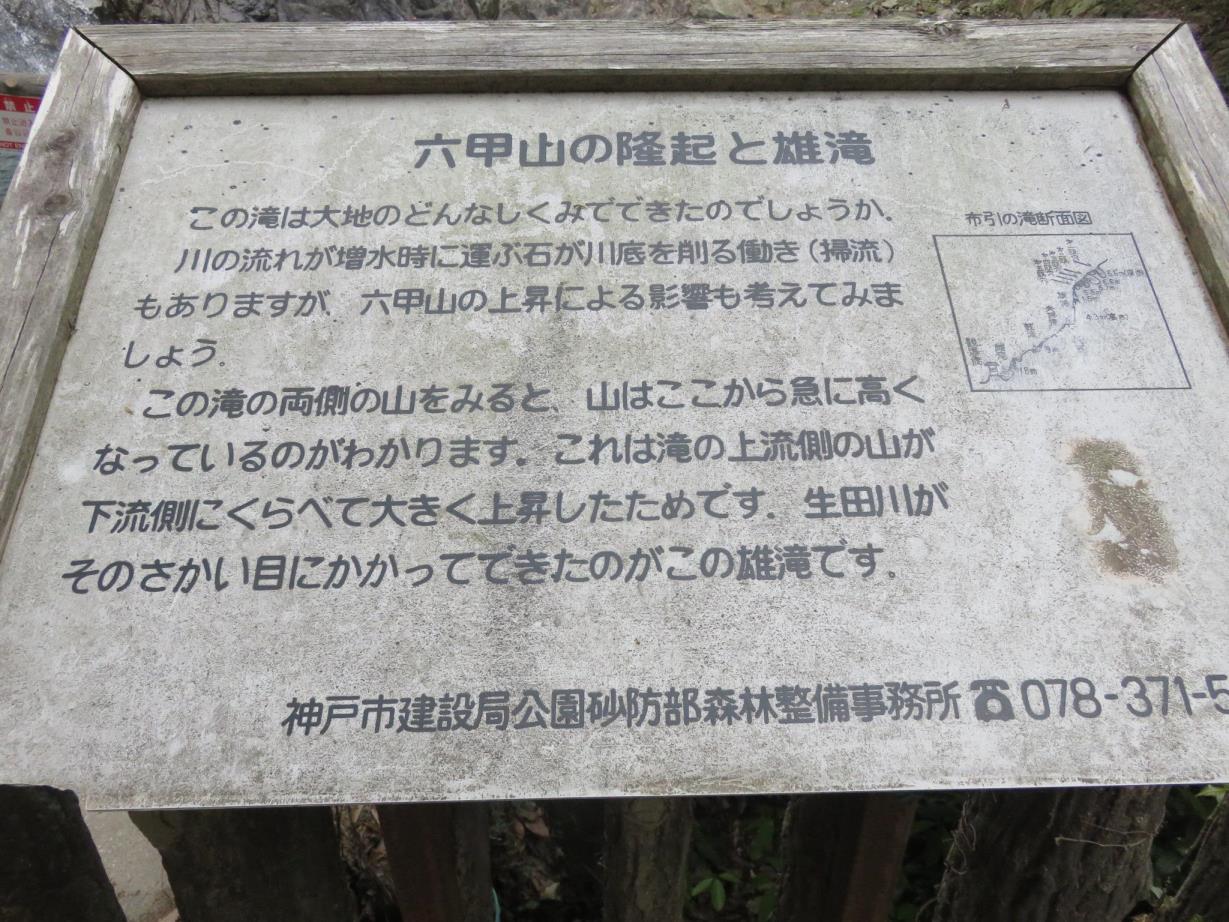 六甲山の隆起と雄滝
この滝は大地のどんなしくみでできたのでしょうか。
川の流れが増水時に運ぶ石が川底を削る働き(掃流)
もありますが、六甲山の上昇による影響も考えてみま
しょう。
この滝の両側の山をみると、山はここから急に高く
なっているのがわかります。これは滝の上流側の山が
下流側にくらべて大きく上昇したためです。生田川が
そのさかい目にかかってできたのがこの雄滝です。
布引の滝断面図
神戸市建設局公園砂防部森林整備事務所 ☎078-371-5
禁止